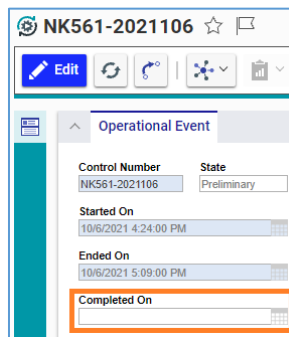 NK561-2021106
Edit
Operational Event
Control Number State
NK561-2021106 Preliminary
Started On
10/6/2021 4:24:00 PM
Ended On
10/6/2021 5:09:00 PM
Completed On